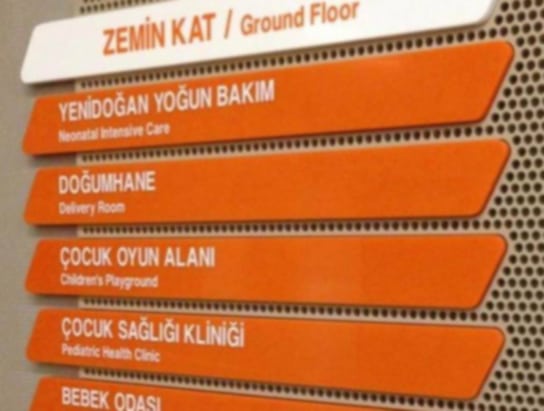 ZEMİN KAT / Ground Floor
YENİDOĞAN YOĞUN BAKIM
Neonatal Intensive Care
DOĞUMHANE
Delivery Room
ÇOCUK OYUN ALANI
Children's Playground
ÇOCUK SAĞLIĞI KLİNİĞİ
Pediatric Health Clinic
BEBEK ODASI